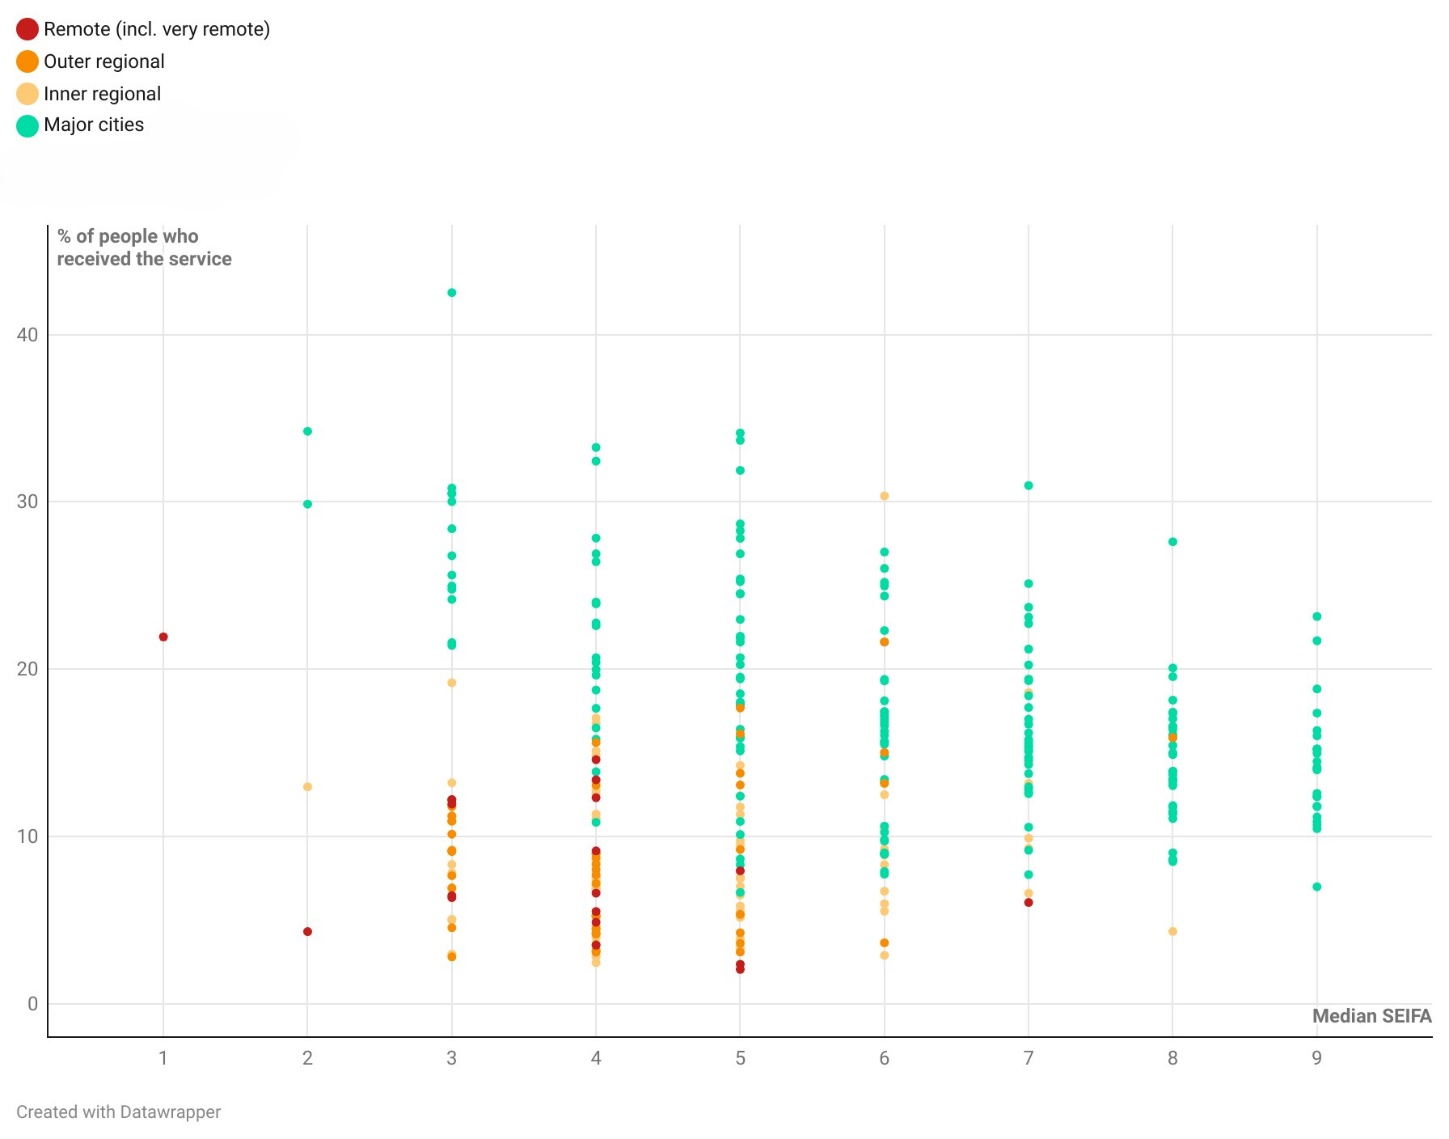 Remote (incl. very remote)
Outer regional
Inner regional
Major cities
% of people who
received the service
40
30
20
10
0
Median SEIFA
1 2 3 4 5 6 7 8 9
Created with Datawrapper